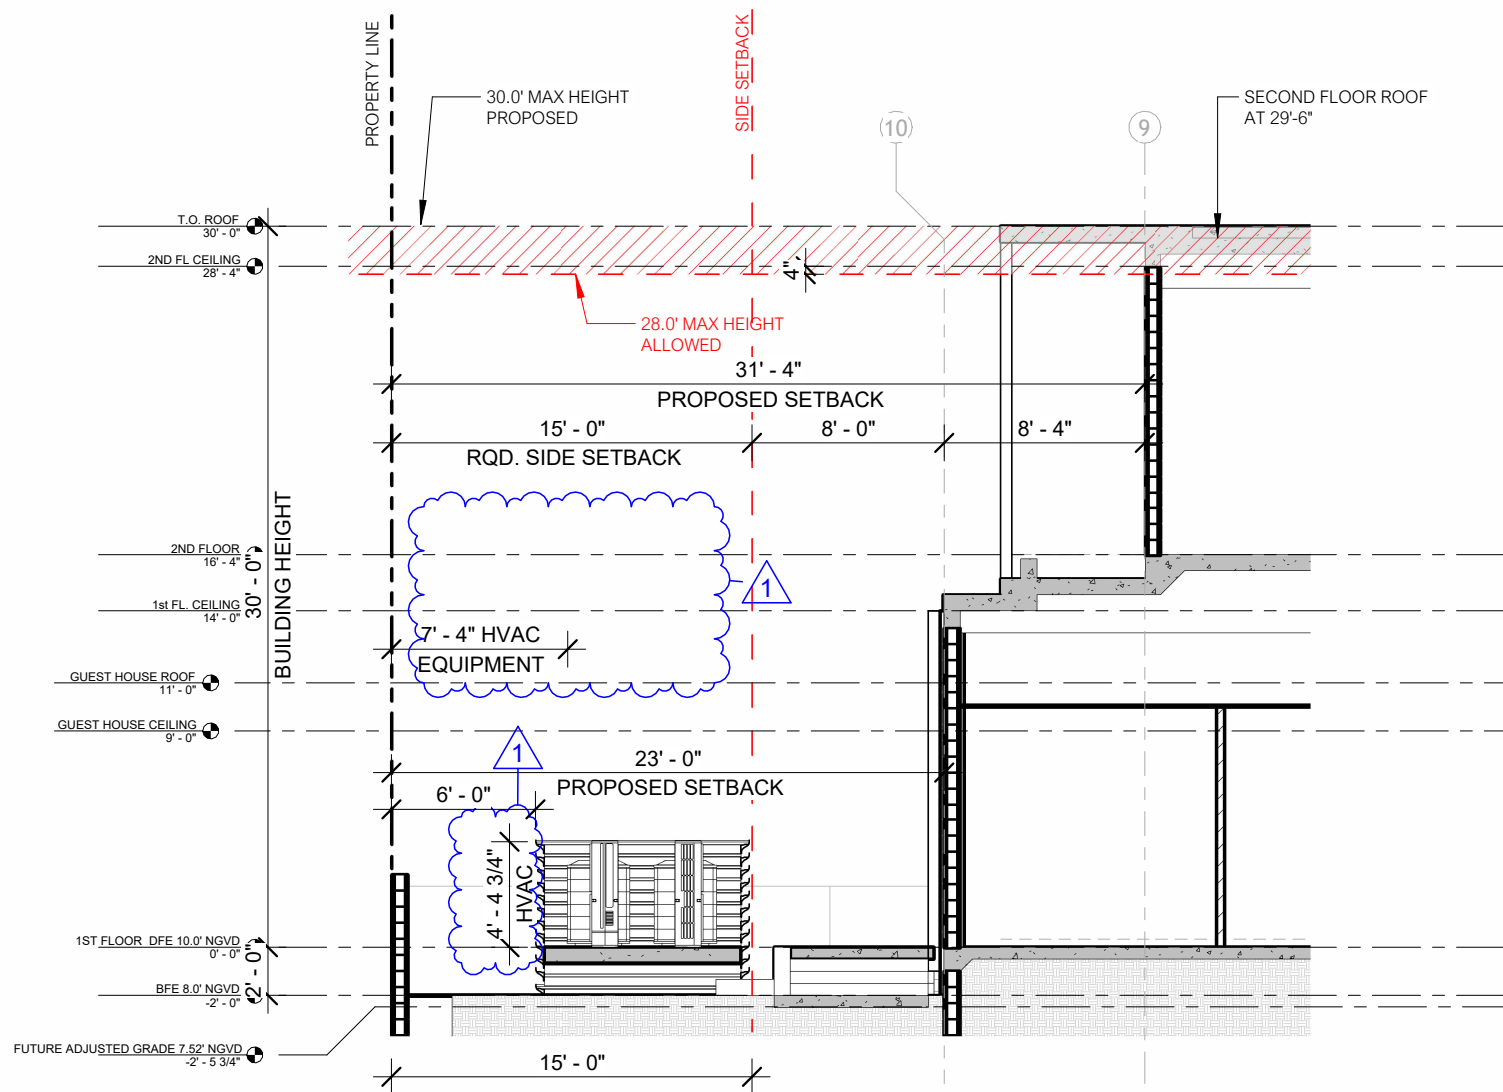 PROPERTY LINE
SIDE SETBACK
30.0' MAX HEIGHT
PROPOSED
SECOND FLOOR ROOF
AT 29'-6"
10
9
T.O. ROOF
30' - 0"
2ND FL CEILING
28' - 4"
4"
28.0' MAX HEIGHT
ALLOWED
31' - 4"
PROPOSED SETBACK
15' - 0"
8' - 0"
8' - 4"
RQD. SIDE SETBACK
BUILDING HEIGHT
30' - 0"
2ND FLOOR
16' - 4"
1
1st FL. CEILING
14' - 0"
7' - 4" HVAC
EQUIPMENT
GUEST HOUSE ROOF
11' - 0"
GUEST HOUSE CEILING
9' - 0"
1
23' - 0"
PROPOSED SETBACK
6' - 0"
4' - 4 3/4"
HVAC
1ST FLOOR DFE 10.0' NGVD
0' - 0"
2' - 0"
BFE 8.0' NGVD
-2' - 0"
FUTURE ADJUSTED GRADE 7.52' NGVD
-2' - 5 3/4"
15' - 0"